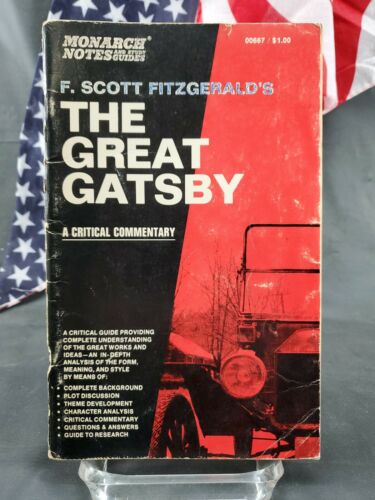 MONARCH®
NOTES AND STUDY GUIDES
00667 / $1.00
F. SCOTT FITZGERALD'S
THE
GREAT
GATSBY
A CRITICAL COMMENTARY
A CRITICAL GUIDE PROVIDING
COMPLETE UNDERSTANDING
OF THE GREAT WORKS AND
IDEAS—AN IN-DEPTH
ANALYSIS OF THE FORM,
MEANING, AND STYLE
BY MEANS OF:
• COMPLETE BACKGROUND
• PLOT DISCUSSION
• THEME DEVELOPMENT
• CHARACTER ANALYSIS
• CRITICAL COMMENTARY
• QUESTIONS & ANSWERS
• GUIDE TO RESEARCH